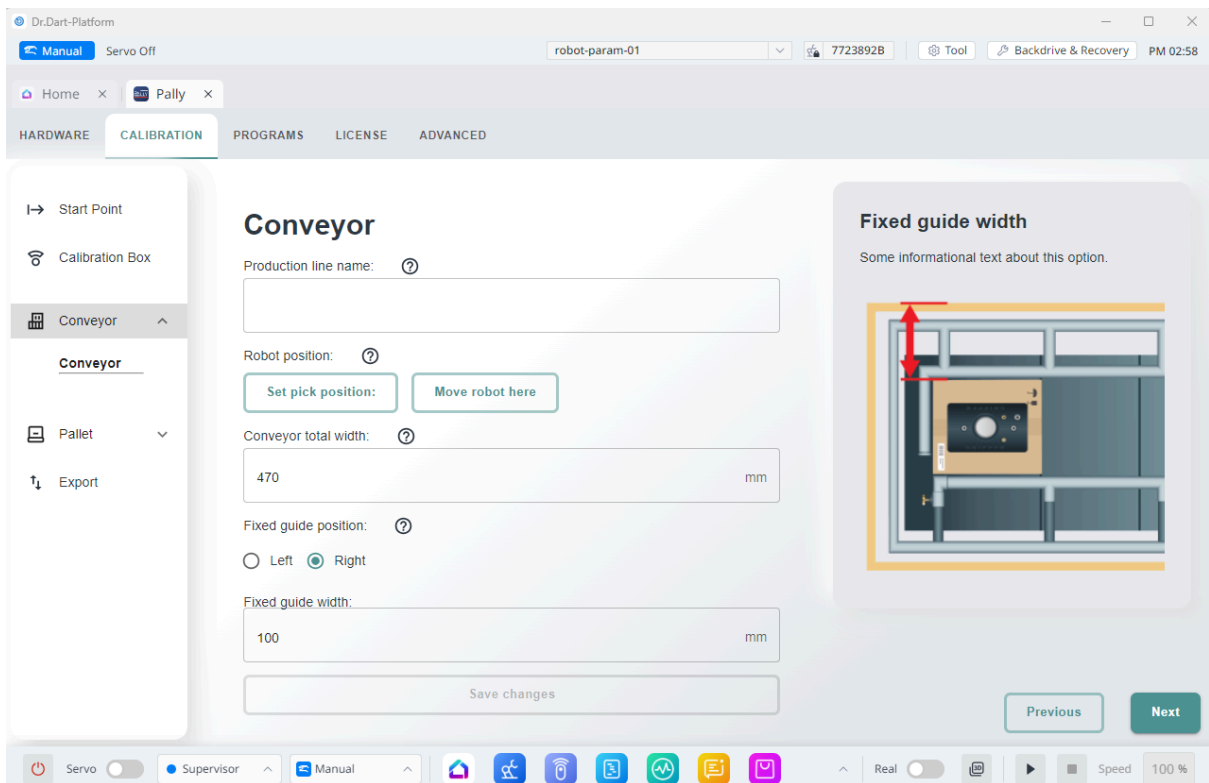 Dr.Dart-Platform
Manual Servo Off robot-param-01 7723892B Tool Backdrive & Recovery PM 02:58
Home Pally
HARDWARE CALIBRATION PROGRAMS LICENSE ADVANCED
Start Point
Calibration Box
Conveyor
Conveyor
Pallet
Export
Conveyor
Production line name:
Robot position:
Set pick position: Move robot here
Conveyor total width:
470 mm
Fixed guide position:
Left Right
Fixed guide width:
100 mm
Save changes
Fixed guide width
Some informational text about this option.
Previous Next
Servo Supervisor Manual Real 3D Speed 100 %